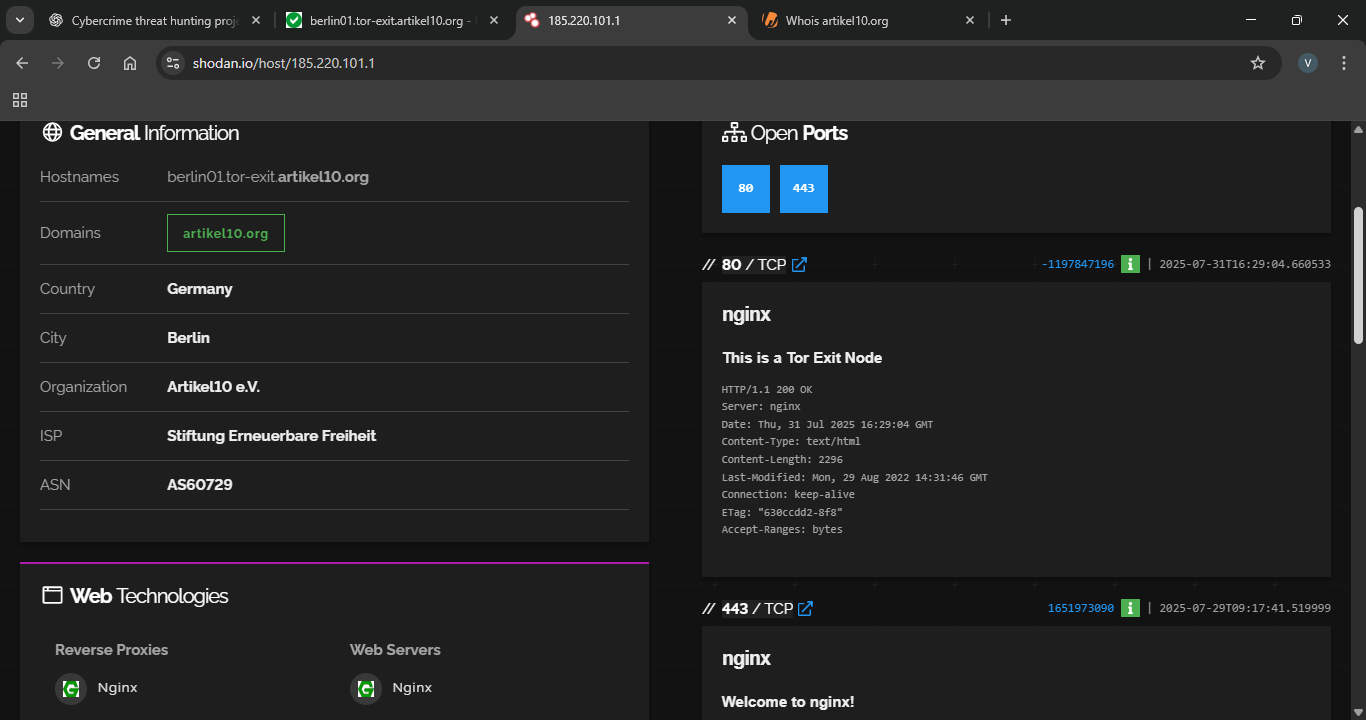 Cybercrime threat hunting proj
berlin01.tor-exit.artikel10.org -
185.220.101.1
Whois artikel10.org
shodan.io/host/185.220.101.1
V
General Information
Hostnames berlin01.tor-exit.artikel10.org
Domains artikel10.org
Country Germany
City Berlin
Organization Artikel10 e.V.
ISP Stiftung Erneuerbare Freiheit
ASN AS60729
Web Technologies
Reverse Proxies Web Servers
Nginx Nginx
Open Ports
80 443
// 80 / TCP -1197847196 | 2025-07-31T16:29:04.660533
nginx
This is a Tor Exit Node
HTTP/1.1 200 OK
Server: nginx
Date: Thu, 31 Jul 2025 16:29:04 GMT
Content-Type: text/html
Content-Length: 2296
Last-Modified: Mon, 29 Aug 2022 14:31:46 GMT
Connection: keep-alive
ETag: "630ccdd2-8f8"
Accept-Ranges: bytes
// 443 / TCP 1651973090 | 2025-07-29T09:17:41.519999
nginx
Welcome to nginx!